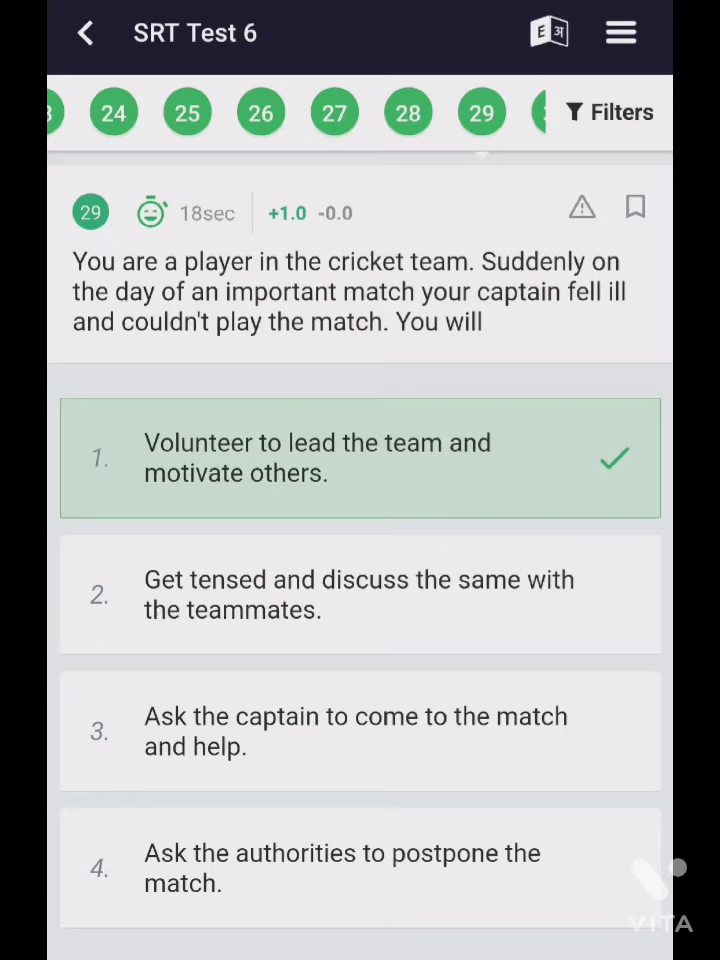 SRT Test 6
E अ
24 25 26 27 28 29
Filters
29 18sec +1.0 -0.0
You are a player in the cricket team. Suddenly on
the day of an important match your captain fell ill
and couldn't play the match. You will
1. Volunteer to lead the team and
motivate others.
2. Get tensed and discuss the same with
the teammates.
3. Ask the captain to come to the match
and help.
4. Ask the authorities to postpone the
match.
VITA